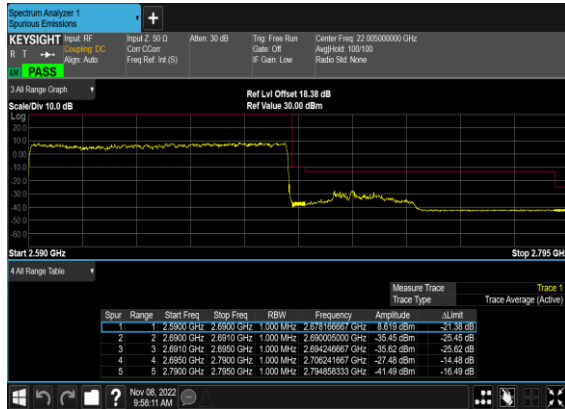 Spectrum Analyzer 1
Spurious Emissions
KEYSIGHT
R T
PASS
Input: RF
Coupling: DC
Align: Auto
Input Z: 50 Ω
Corr CCorr
Freq Ref: Int (S)
Atten: 30 dB
Trig: Free Run
Gate: Off
IF Gain: Low
Center Freq: 22.005000000 GHz
Avg|Hold: 100/100
Radio Std: None
3 All Range Graph
Scale/Div 10.0 dB
Ref Lvl Offset 18.38 dB
Ref Value 30.00 dBm
Log
20.0
10.0
0.00
-10.0
-20.0
-30.0
-40.0
-50.0
-60.0
Start 2.590 GHz
Stop 2.795 GH
4 All Range Table
Measure Trace Trace 1
Trace Type Trace Average (Active)
Spur Range Start Freq Stop Freq RBW Frequency Amplitude ΔLimit
1 1 2.5900 GHz 2.6900 GHz 1.000 MHz 2.678166667 GHz 8.619 dBm -21.38 dB
2 2 2.6900 GHz 2.6910 GHz 1.000 MHz 2.690005000 GHz -35.45 dBm -25.45 dB
3 3 2.6910 GHz 2.6950 GHz 1.000 MHz 2.694246667 GHz -35.62 dBm -25.62 dB
4 4 2.6950 GHz 2.7900 GHz 1.000 MHz 2.706241667 GHz -27.48 dBm -14.48 dB
5 5 2.7900 GHz 2.7950 GHz 1.000 MHz 2.794858333 GHz -41.49 dBm -16.49 dB
Nov 08, 2022
9:58:11 AM